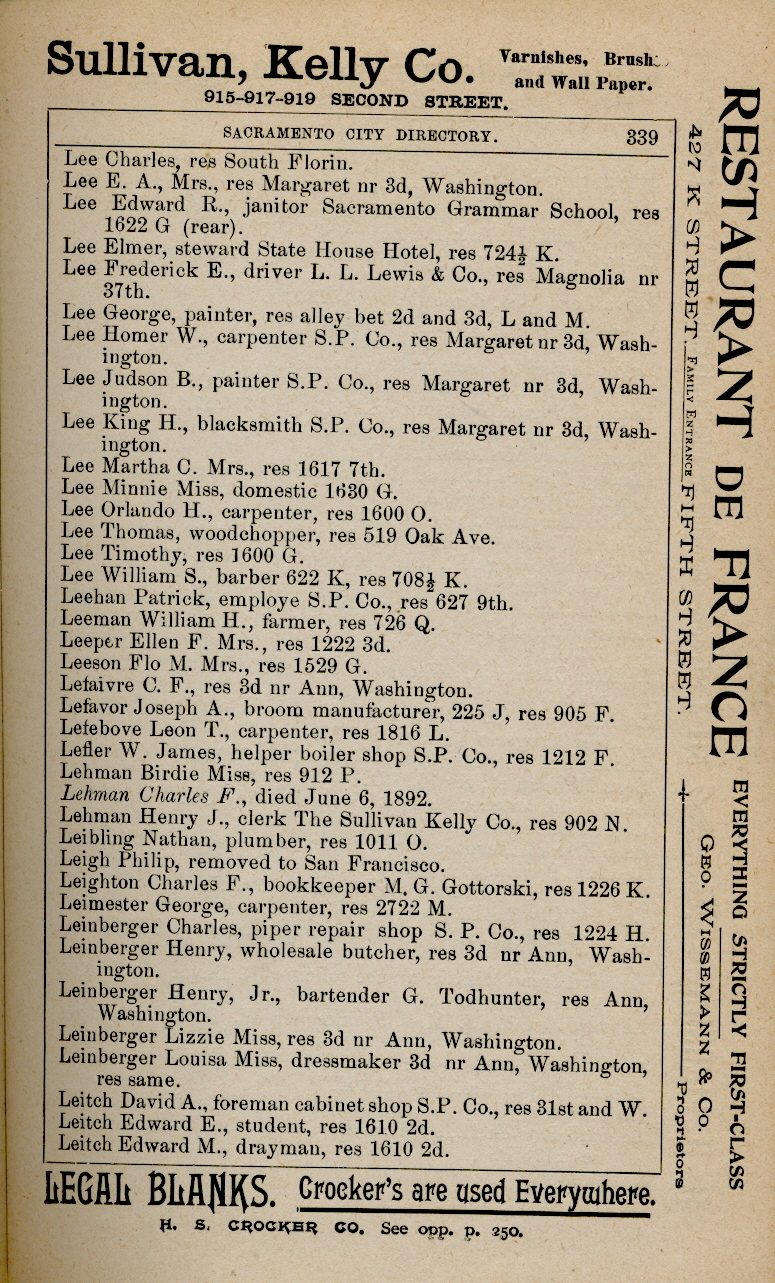 Sullivan, Kelly Co.
Varnishes,
and Wall Paper.
915-917-919 SECOND STREET.
SACRAMENTO CITY DIRECTORY. 339
Lee Charles, res South Florin.
Lee E. A., Mrs., res Margaret nr 3d, Washington.
Lee Edward R., janitor Sacramento Grammar School, res
1622 G (rear).
Lee Elmer, steward State House Hotel, res 724½ K.
Lee Frederick E., driver L. L. Lewis & Co., res Magnolia nr
37th.
Lee George, painter, res alley bet 2d and 3d, L and M.
Lee Homer W., carpenter S.P. Co., res Margaret nr 3d, Wash-
ington.
Lee Judson B., painter S.P. Co., res Margaret nr 3d, Wash-
ington.
Lee King H., blacksmith S.P. Co., res Margaret nr 3d, Wash-
ington.
Lee Martha C. Mrs., res 1617 7th.
Lee Minnie Miss, domestic 1630 G.
Lee Orlando H., carpenter, res 1600 O.
Lee Thomas, woodchopper, res 519 Oak Ave.
Lee Timothy, res 1600 G.
Lee William S., barber 622 K, res 708½ K.
Leehan Patrick, employe S.P. Co., res 627 9th.
Leeman William H., farmer, res 726 Q.
Leeper Ellen F. Mrs., res 1222 3d.
Leeson Flo M. Mrs., res 1529 G.
Lefaivre C. F., res 3d nr Ann, Washington.
Lefavor Joseph A., broom manufacturer, 225 J, res 905 F.
Lefebove Leon T., carpenter, res 1816 L.
Lefler W. James, helper boiler shop S.P. Co., res 1212 F.
Lehman Birdie Miss, res 912 P.
Lehman Charles F., died June 6, 1892.
Lehman Henry J., clerk The Sullivan Kelly Co., res 902 N.
Leibling Nathan, plumber, res 1011 O.
Leigh Philip, removed to San Francisco.
Leighton Charles F., bookkeeper M. G. Gottorski, res 1226 K.
Leimester George, carpenter, res 2722 M.
Leinberger Charles, piper repair shop S. P. Co., res 1224 H.
Leinberger Henry, wholesale butcher, res 3d nr Ann, Wash-
ington.
Leinberger Henry, Jr., bartender G. Todhunter, res Ann,
Washington.
Leinberger Lizzie Miss, res 3d nr Ann, Washington.
Leinberger Louisa Miss, dressmaker 3d nr Ann, Washington,
res same.
Leitch David A., foreman cabinet shop S.P. Co., res 31st and W.
Leitch Edward E., student, res 1610 2d.
Leitch Edward M., drayman, res 1610 2d.
LEGAL BLANKS. Crocker's are used Everywhere.
H. S. CROCKER CO. See opp. p. 250.
RESTAURANT DE FRANCE
427 K STREET. FAMILY ENTRANCE FIFTH STREET.
EVERYTHING STRICTLY FIRST-CLASS
GEO. WISSEMANN & CO.
Proprietors